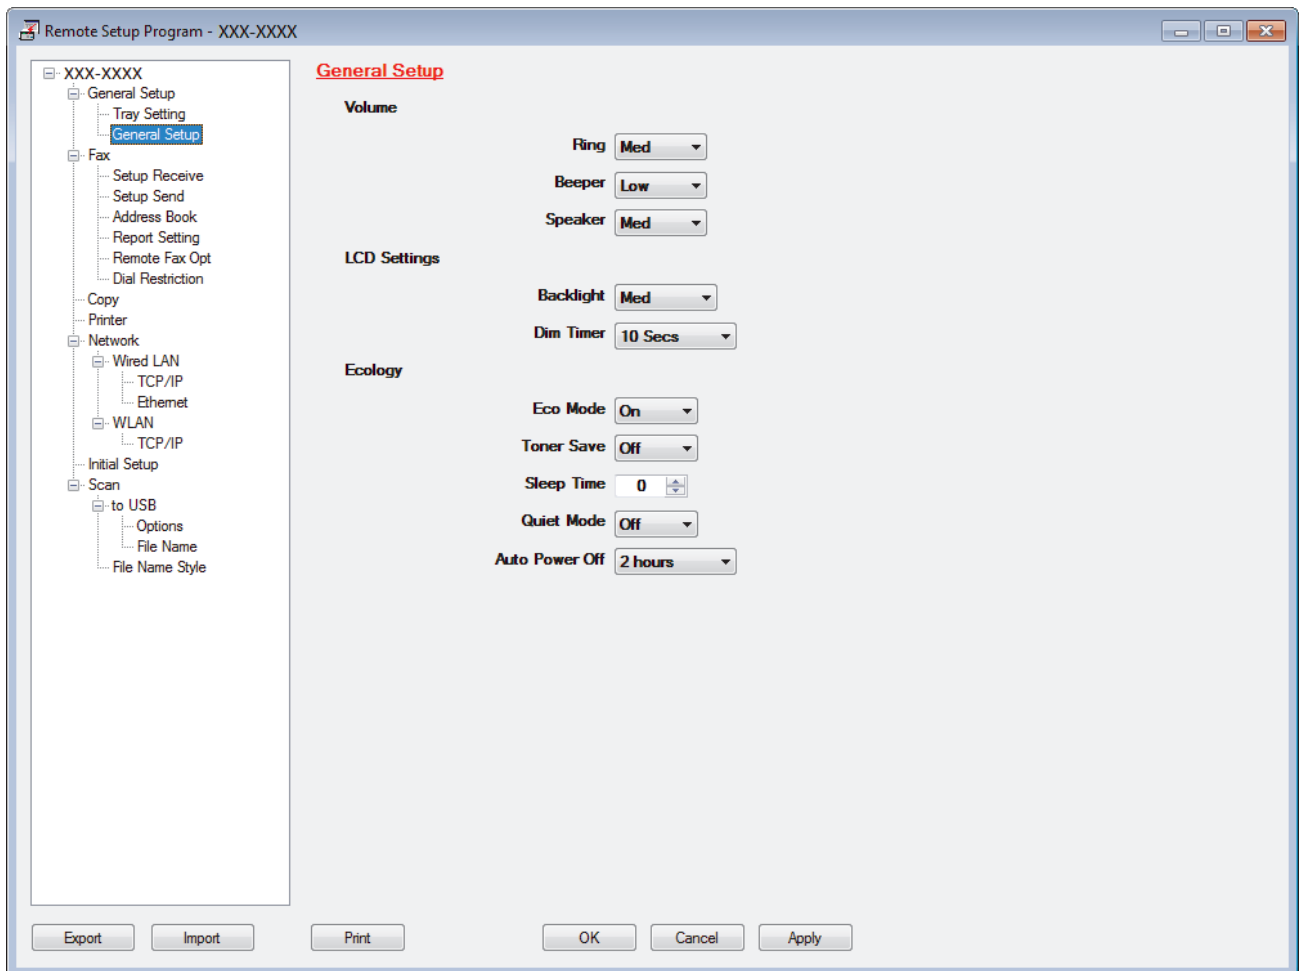 Remote Setup Program - XXX-XXXX
XXX-XXXX
General Setup
Tray Setting
General Setup
Fax
Setup Receive
Setup Send
Address Book
Report Setting
Remote Fax Opt
Dial Restriction
Copy
Printer
Network
Wired LAN
TCP/IP
Ethernet
WLAN
TCP/IP
Initial Setup
Scan
to USB
Options
File Name
File Name Style
General Setup
Volume
Ring Med
Beeper Low
Speaker Med
LCD Settings
Backlight Med
Dim Timer 10 Secs
Ecology
Eco Mode On
Toner Save Off
Sleep Time 0
Quiet Mode Off
Auto Power Off 2 hours
Export Import Print OK Cancel Apply